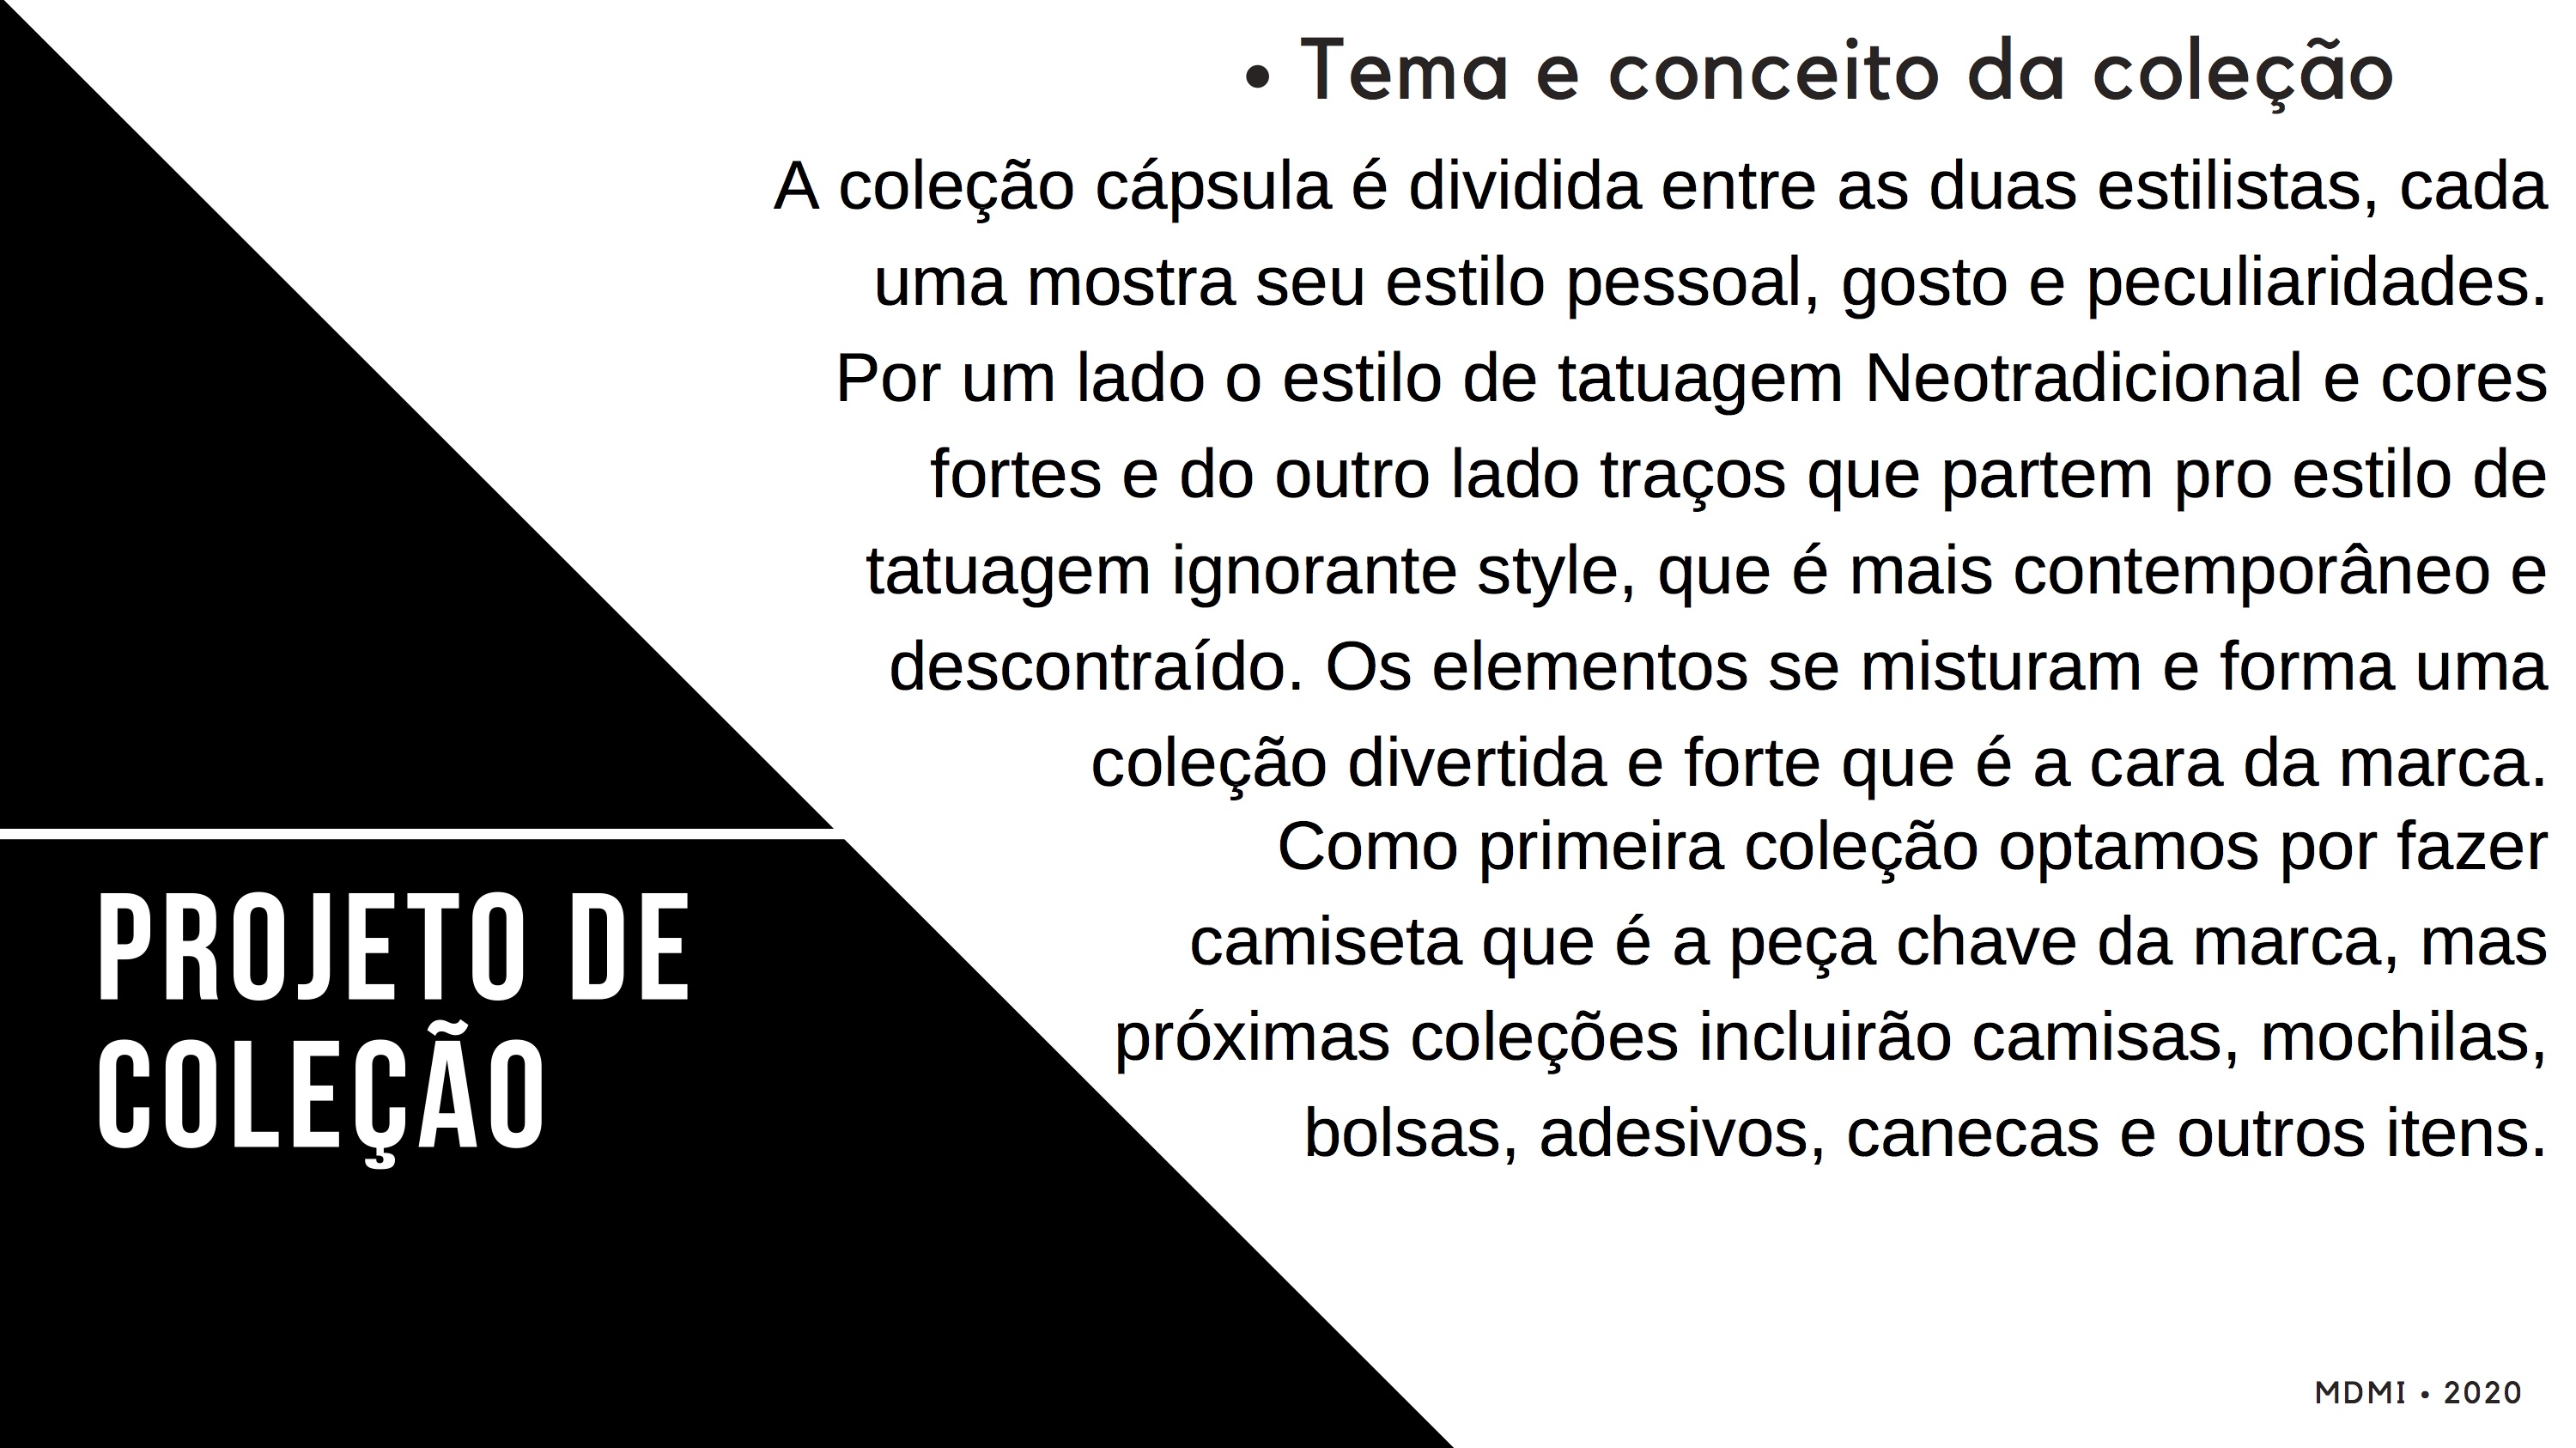 • Tema e conceito da coleção
A coleção cápsula é dividida entre as duas estilistas, cada
uma mostra seu estilo pessoal, gosto e peculiaridades.
Por um lado o estilo de tatuagem Neotradicional e cores
fortes e do outro lado traços que partem pro estilo de
tatuagem ignorante style, que é mais contemporâneo e
descontraído. Os elementos se misturam e forma uma
coleção divertida e forte que é a cara da marca.
Como primeira coleção optamos por fazer
camiseta que é a peça chave da marca, mas
próximas coleções incluirão camisas, mochilas,
bolsas, adesivos, canecas e outros itens.
PROJETO DE
COLEÇÃO
MDMI • 2020